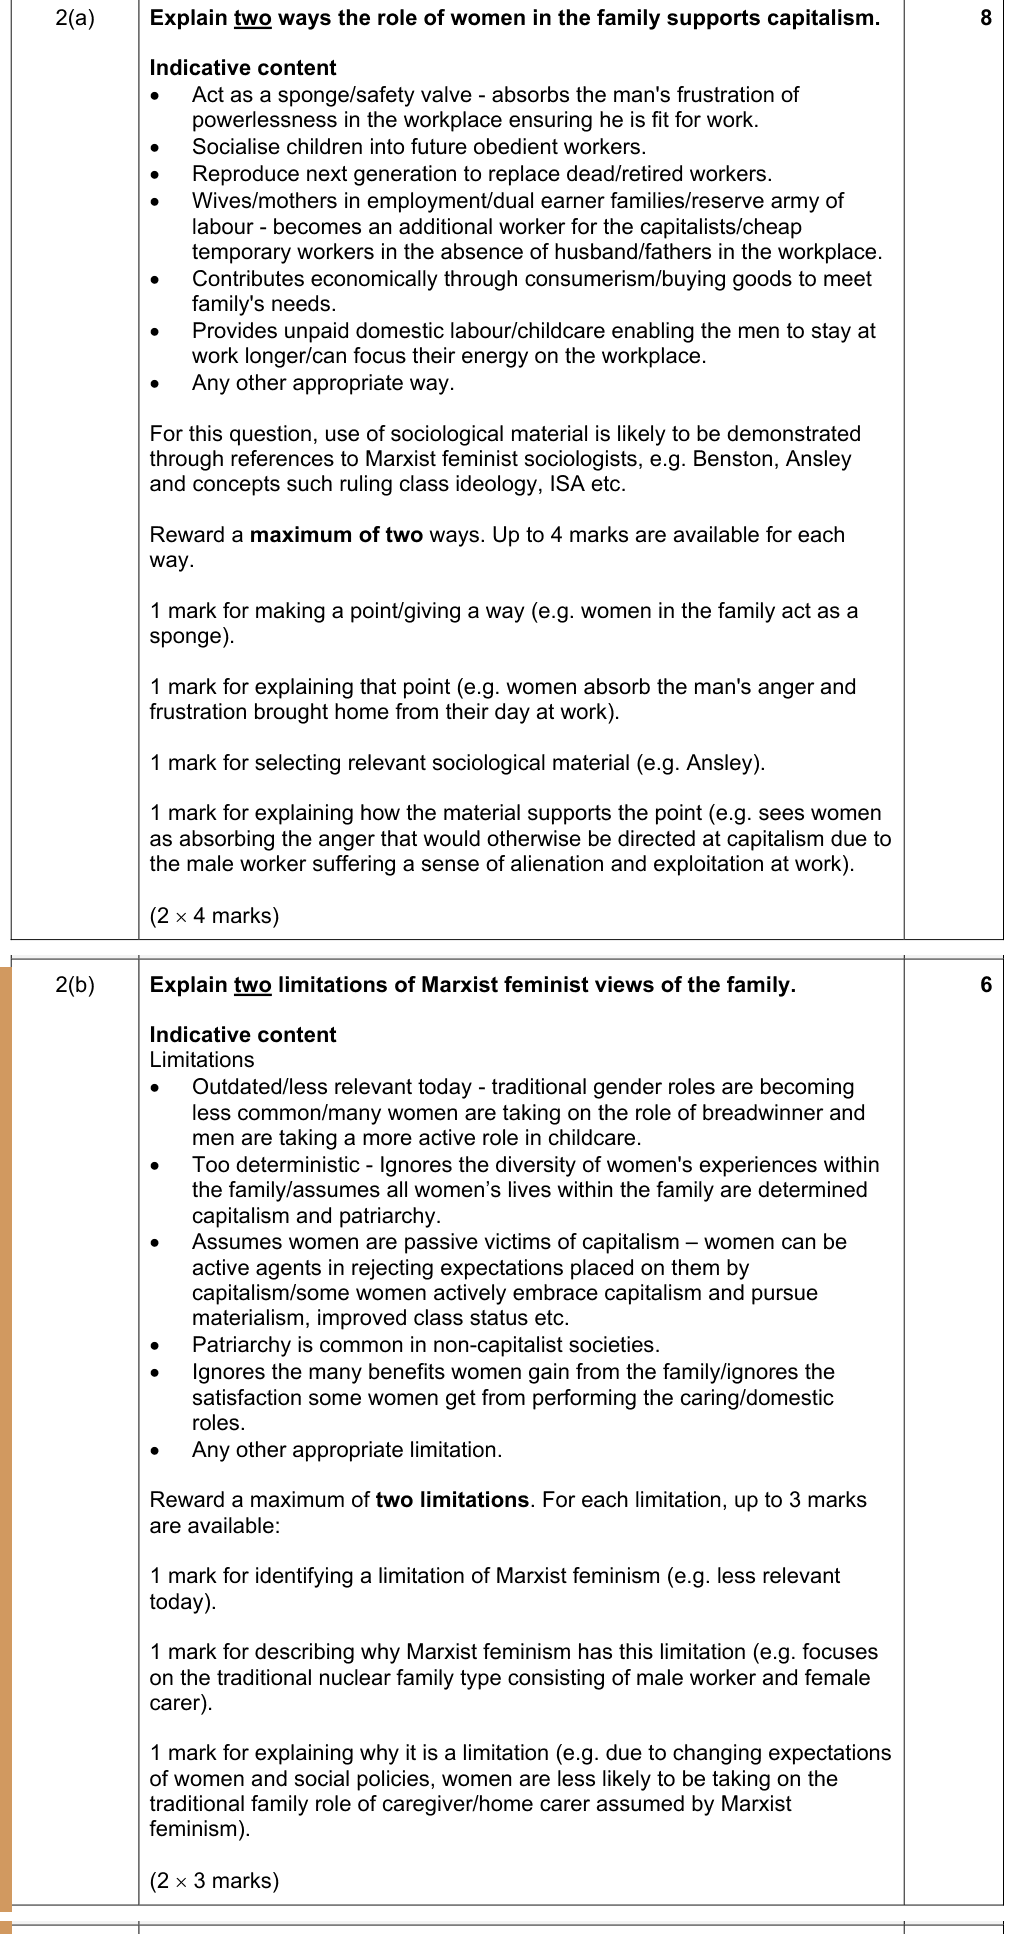 2(a) Explain two ways the role of women in the family supports capitalism. 8
Indicative content
• Act as a sponge/safety valve - absorbs the man's frustration of
powerlessness in the workplace ensuring he is fit for work.
• Socialise children into future obedient workers.
• Reproduce next generation to replace dead/retired workers.
• Wives/mothers in employment/dual earner families/reserve army of
labour - becomes an additional worker for the capitalists/cheap
temporary workers in the absence of husband/fathers in the workplace.
• Contributes economically through consumerism/buying goods to meet
family's needs.
• Provides unpaid domestic labour/childcare enabling the men to stay at
work longer/can focus their energy on the workplace.
• Any other appropriate way.
For this question, use of sociological material is likely to be demonstrated
through references to Marxist feminist sociologists, e.g. Benston, Ansley
and concepts such ruling class ideology, ISA etc.
Reward a maximum of two ways. Up to 4 marks are available for each
way.
1 mark for making a point/giving a way (e.g. women in the family act as a
sponge).
1 mark for explaining that point (e.g. women absorb the man's anger and
frustration brought home from their day at work).
1 mark for selecting relevant sociological material (e.g. Ansley).
1 mark for explaining how the material supports the point (e.g. sees women
as absorbing the anger that would otherwise be directed at capitalism due to
the male worker suffering a sense of alienation and exploitation at work).
(2 × 4 marks)
2(b) Explain two limitations of Marxist feminist views of the family. 6
Indicative content
Limitations
• Outdated/less relevant today - traditional gender roles are becoming
less common/many women are taking on the role of breadwinner and
men are taking a more active role in childcare.
• Too deterministic - Ignores the diversity of women's experiences within
the family/assumes all women’s lives within the family are determined
capitalism and patriarchy.
• Assumes women are passive victims of capitalism – women can be
active agents in rejecting expectations placed on them by
capitalism/some women actively embrace capitalism and pursue
materialism, improved class status etc.
• Patriarchy is common in non-capitalist societies.
• Ignores the many benefits women gain from the family/ignores the
satisfaction some women get from performing the caring/domestic
roles.
• Any other appropriate limitation.
Reward a maximum of two limitations. For each limitation, up to 3 marks
are available:
1 mark for identifying a limitation of Marxist feminism (e.g. less relevant
today).
1 mark for describing why Marxist feminism has this limitation (e.g. focuses
on the traditional nuclear family type consisting of male worker and female
carer).
1 mark for explaining why it is a limitation (e.g. due to changing expectations
of women and social policies, women are less likely to be taking on the
traditional family role of caregiver/home carer assumed by Marxist
feminism).
(2 × 3 marks)